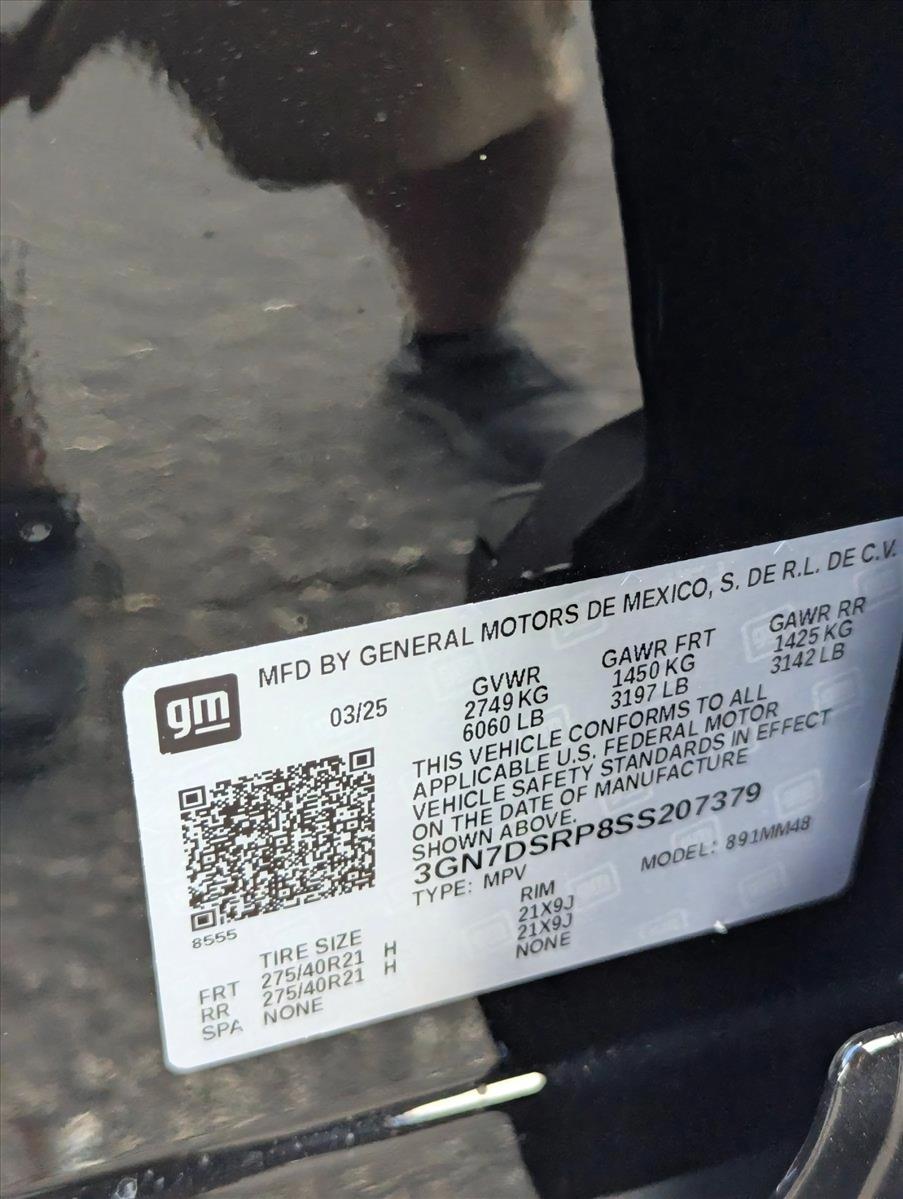 gm
MFD BY GENERAL MOTORS DE MEXICO, S. DE R.L. DE C.V.
03/25
GVWR
2749 KG
6060 LB
GAWR FRT
1450 KG
3197 LB
GAWR RR
1425 KG
3142 LB
THIS VEHICLE CONFORMS TO ALL
APPLICABLE U.S. FEDERAL MOTOR
VEHICLE SAFETY STANDARDS IN EFFECT
ON THE DATE OF MANUFACTURE
SHOWN ABOVE.
3GN7DSRP8SS207379
TYPE: MPV
MODEL: 891MM48
8555
TIRE SIZE
RIM
FRT 275/40R21 H 21X9J
RR 275/40R21 H 21X9J
SPA NONE NONE